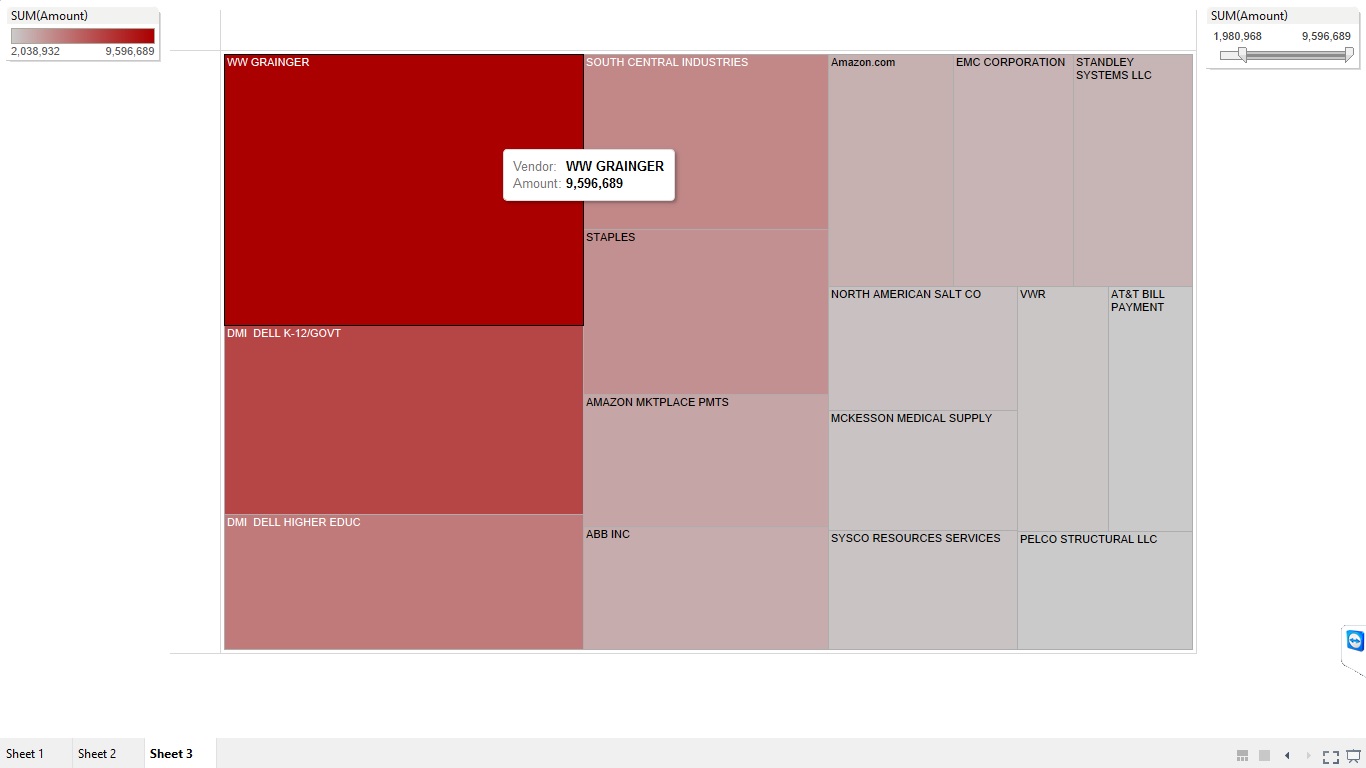 SUM(Amount)
2,038,932 9,596,689
SUM(Amount)
1,980,968 9,596,689
WW GRAINGER
SOUTH CENTRAL INDUSTRIES
Amazon.com
EMC CORPORATION
STANDLEY
SYSTEMS LLC
Vendor: WW GRAINGER
Amount: 9,596,689
STAPLES
NORTH AMERICAN SALT CO
VWR
AT&T BILL
PAYMENT
DMI DELL K-12/GOVT
AMAZON MKTPLACE PMTS
MCKESSON MEDICAL SUPPLY
DMI DELL HIGHER EDUC
ABB INC
SYSCO RESOURCES SERVICES
PELCO STRUCTURAL LLC
Sheet 1 Sheet 2 Sheet 3